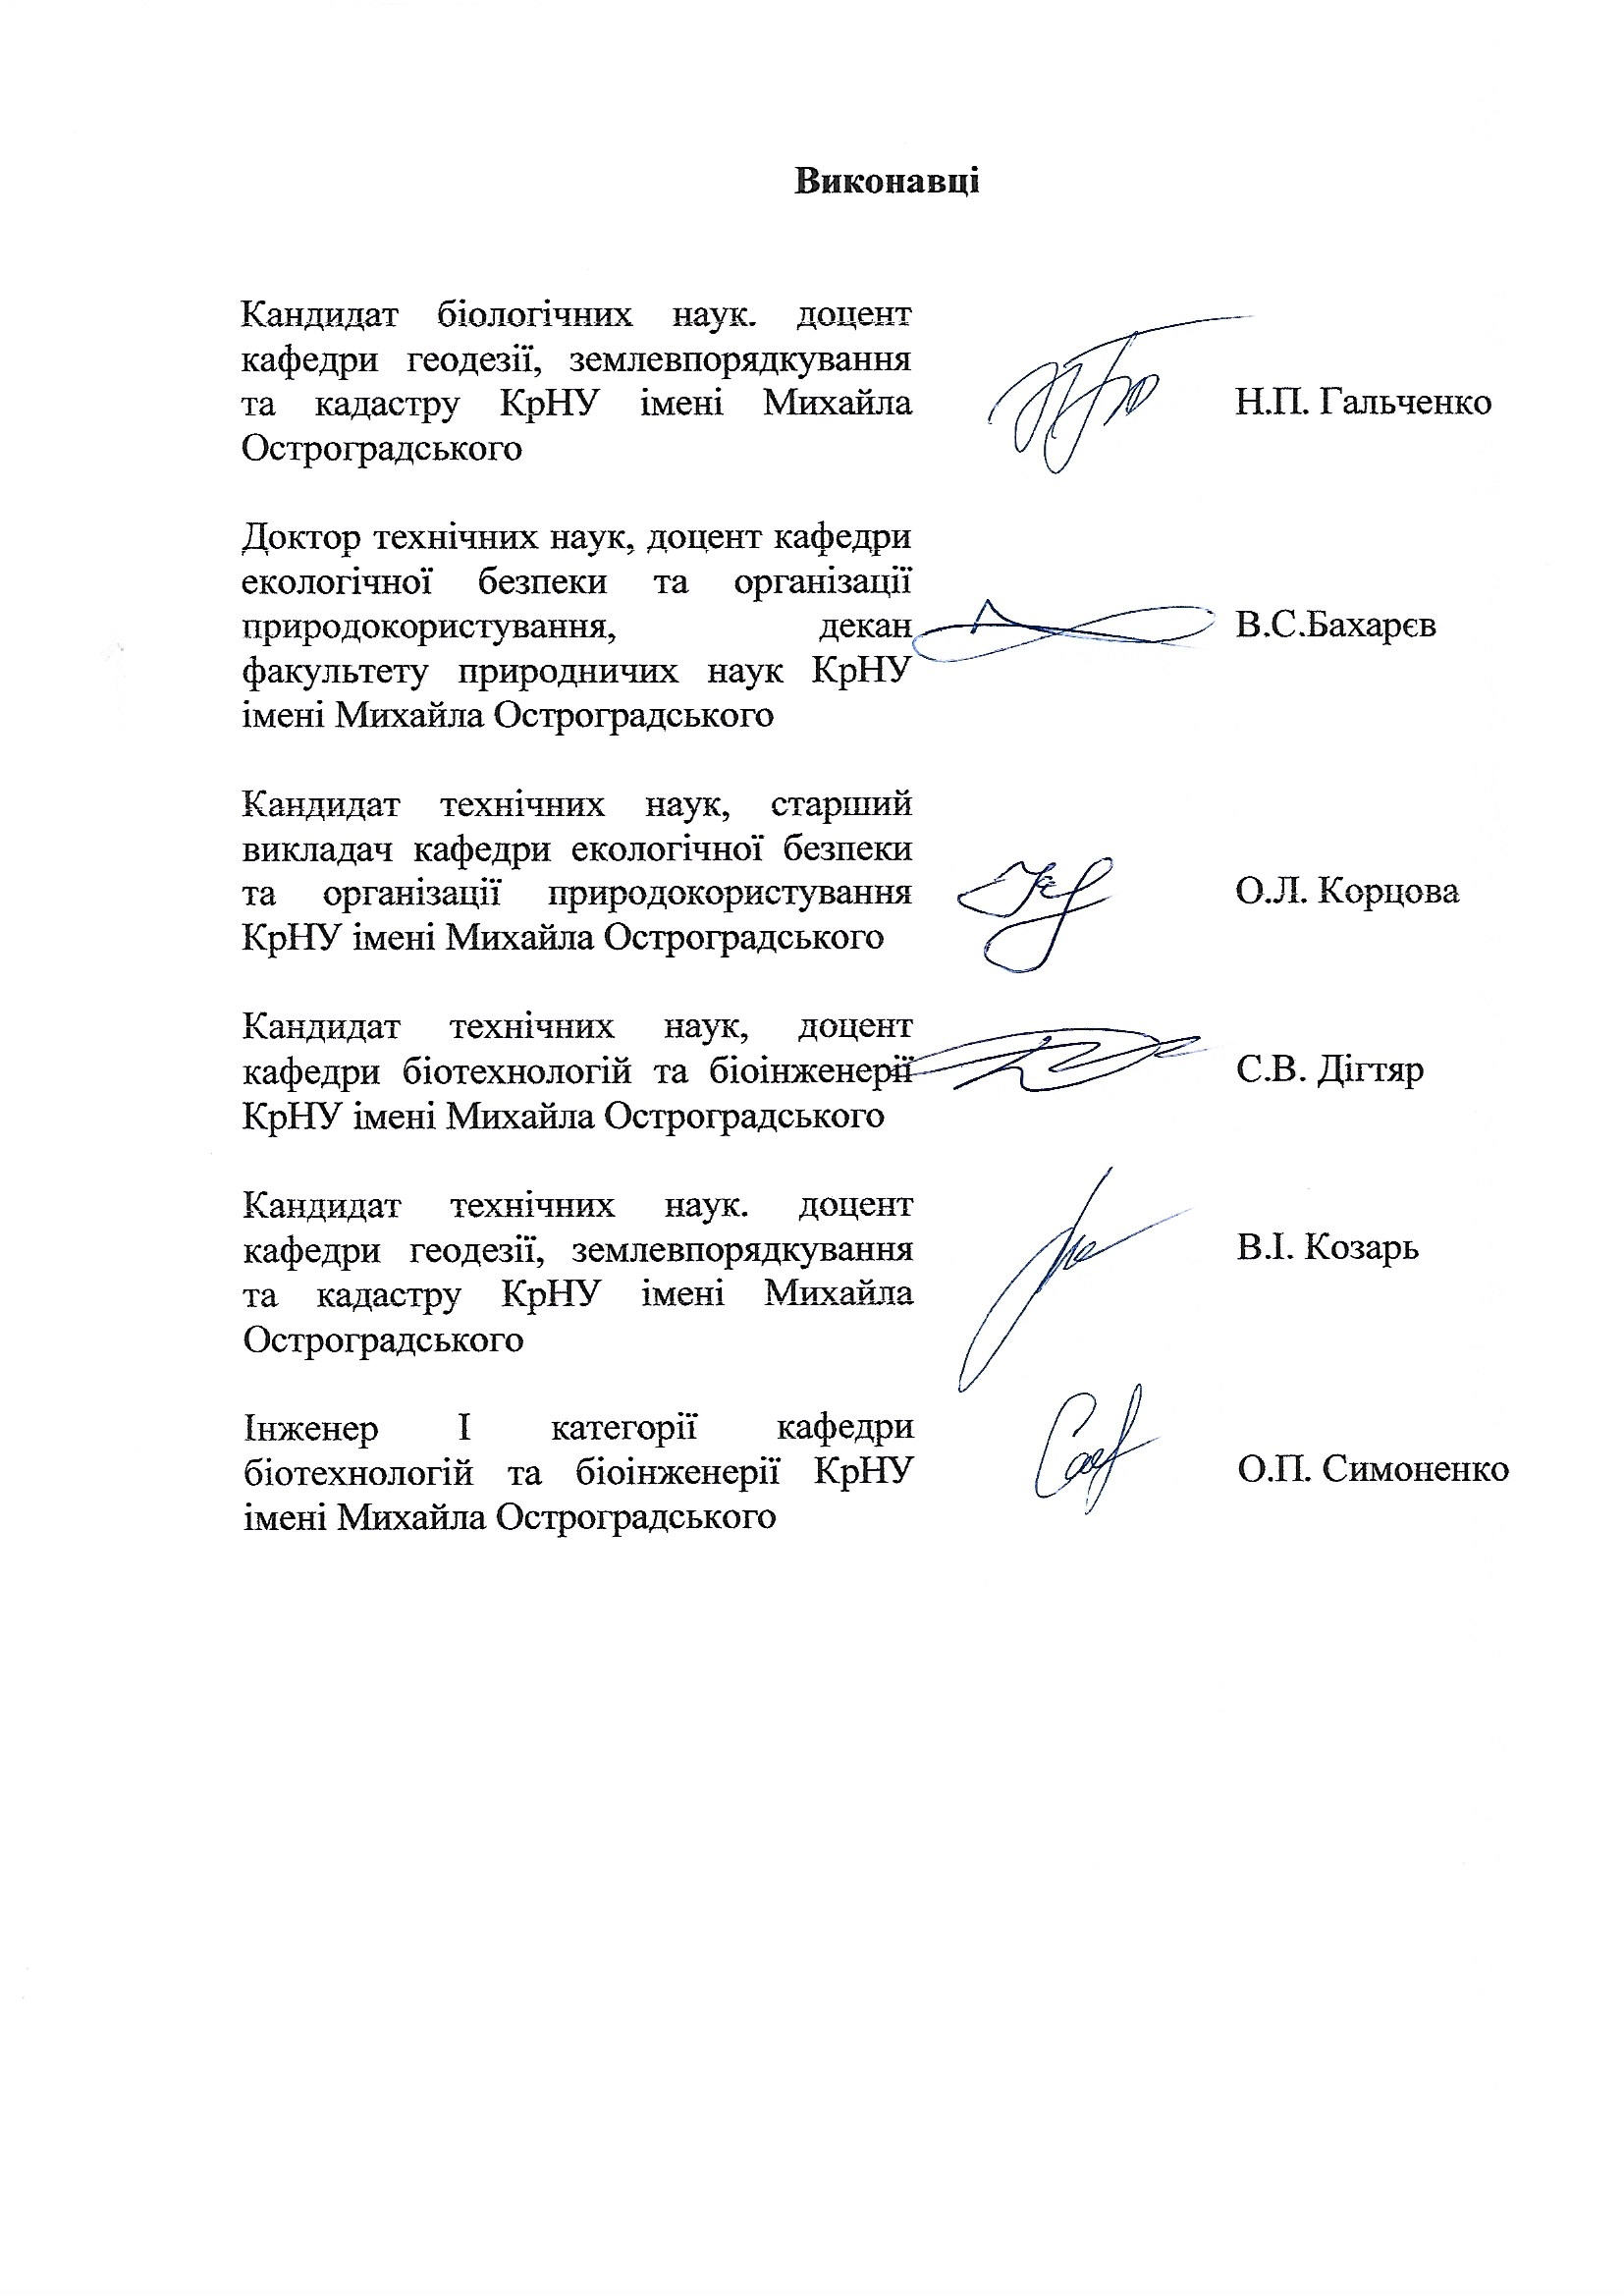 Виконавці
Кандидат біологічних наук. доцент
кафедри геодезії, землевпорядкування
та кадастру КрНУ імені Михайла
Остроградського
Н.П. Гальченко
Доктор технічних наук, доцент кафедри
екологічної безпеки та організації
природокористування, декан
факультету природничих наук КрНУ
імені Михайла Остроградського
В.С.Бахарєв
Кандидат технічних наук, старший
викладач кафедри екологічної безпеки
та організації природокористування
КрНУ імені Михайла Остроградського
О.Л. Корцова
Кандидат технічних наук, доцент
кафедри біотехнологій та біоінженерії
КрНУ імені Михайла Остроградського
С.В. Дігтяр
Кандидат технічних наук. доцент
кафедри геодезії, землевпорядкування
та кадастру КрНУ імені Михайла
Остроградського
В.І. Козарь
Інженер І категорії кафедри
біотехнологій та біоінженерії КрНУ
імені Михайла Остроградського
О.П. Симоненко